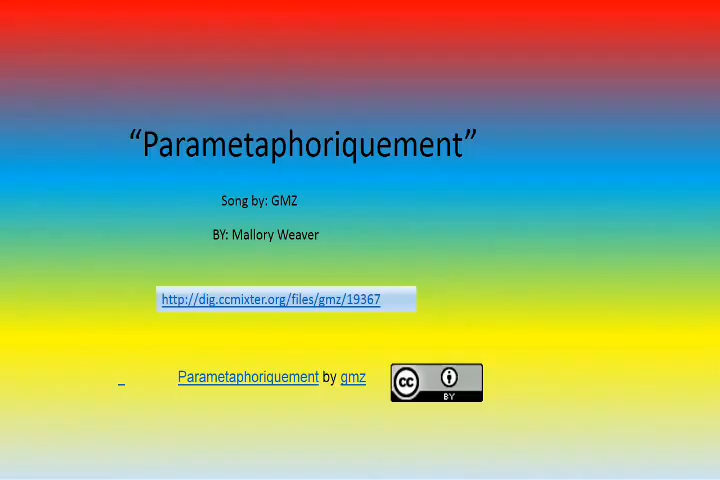 “Parametaphoriquement”
Song by: GMZ
BY: Mallory Weaver
http://dig.ccmixter.org/files/gmz/19367
Parametaphoriquement by gmz
cc
BY